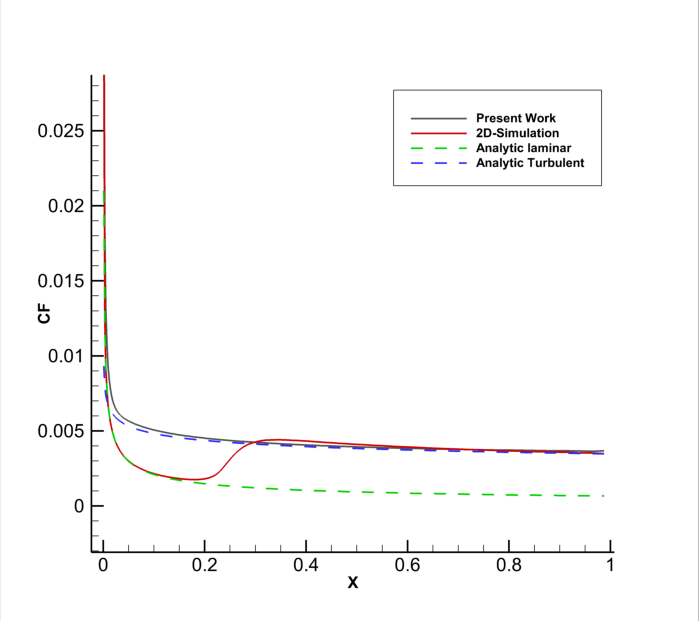 Present Work
2D-Simulation
Analytic laminar
Analytic Turbulent
0.025
0.02
0.015
0.01
0.005
0
CF
0 0.2 0.4 0.6 0.8 1
X